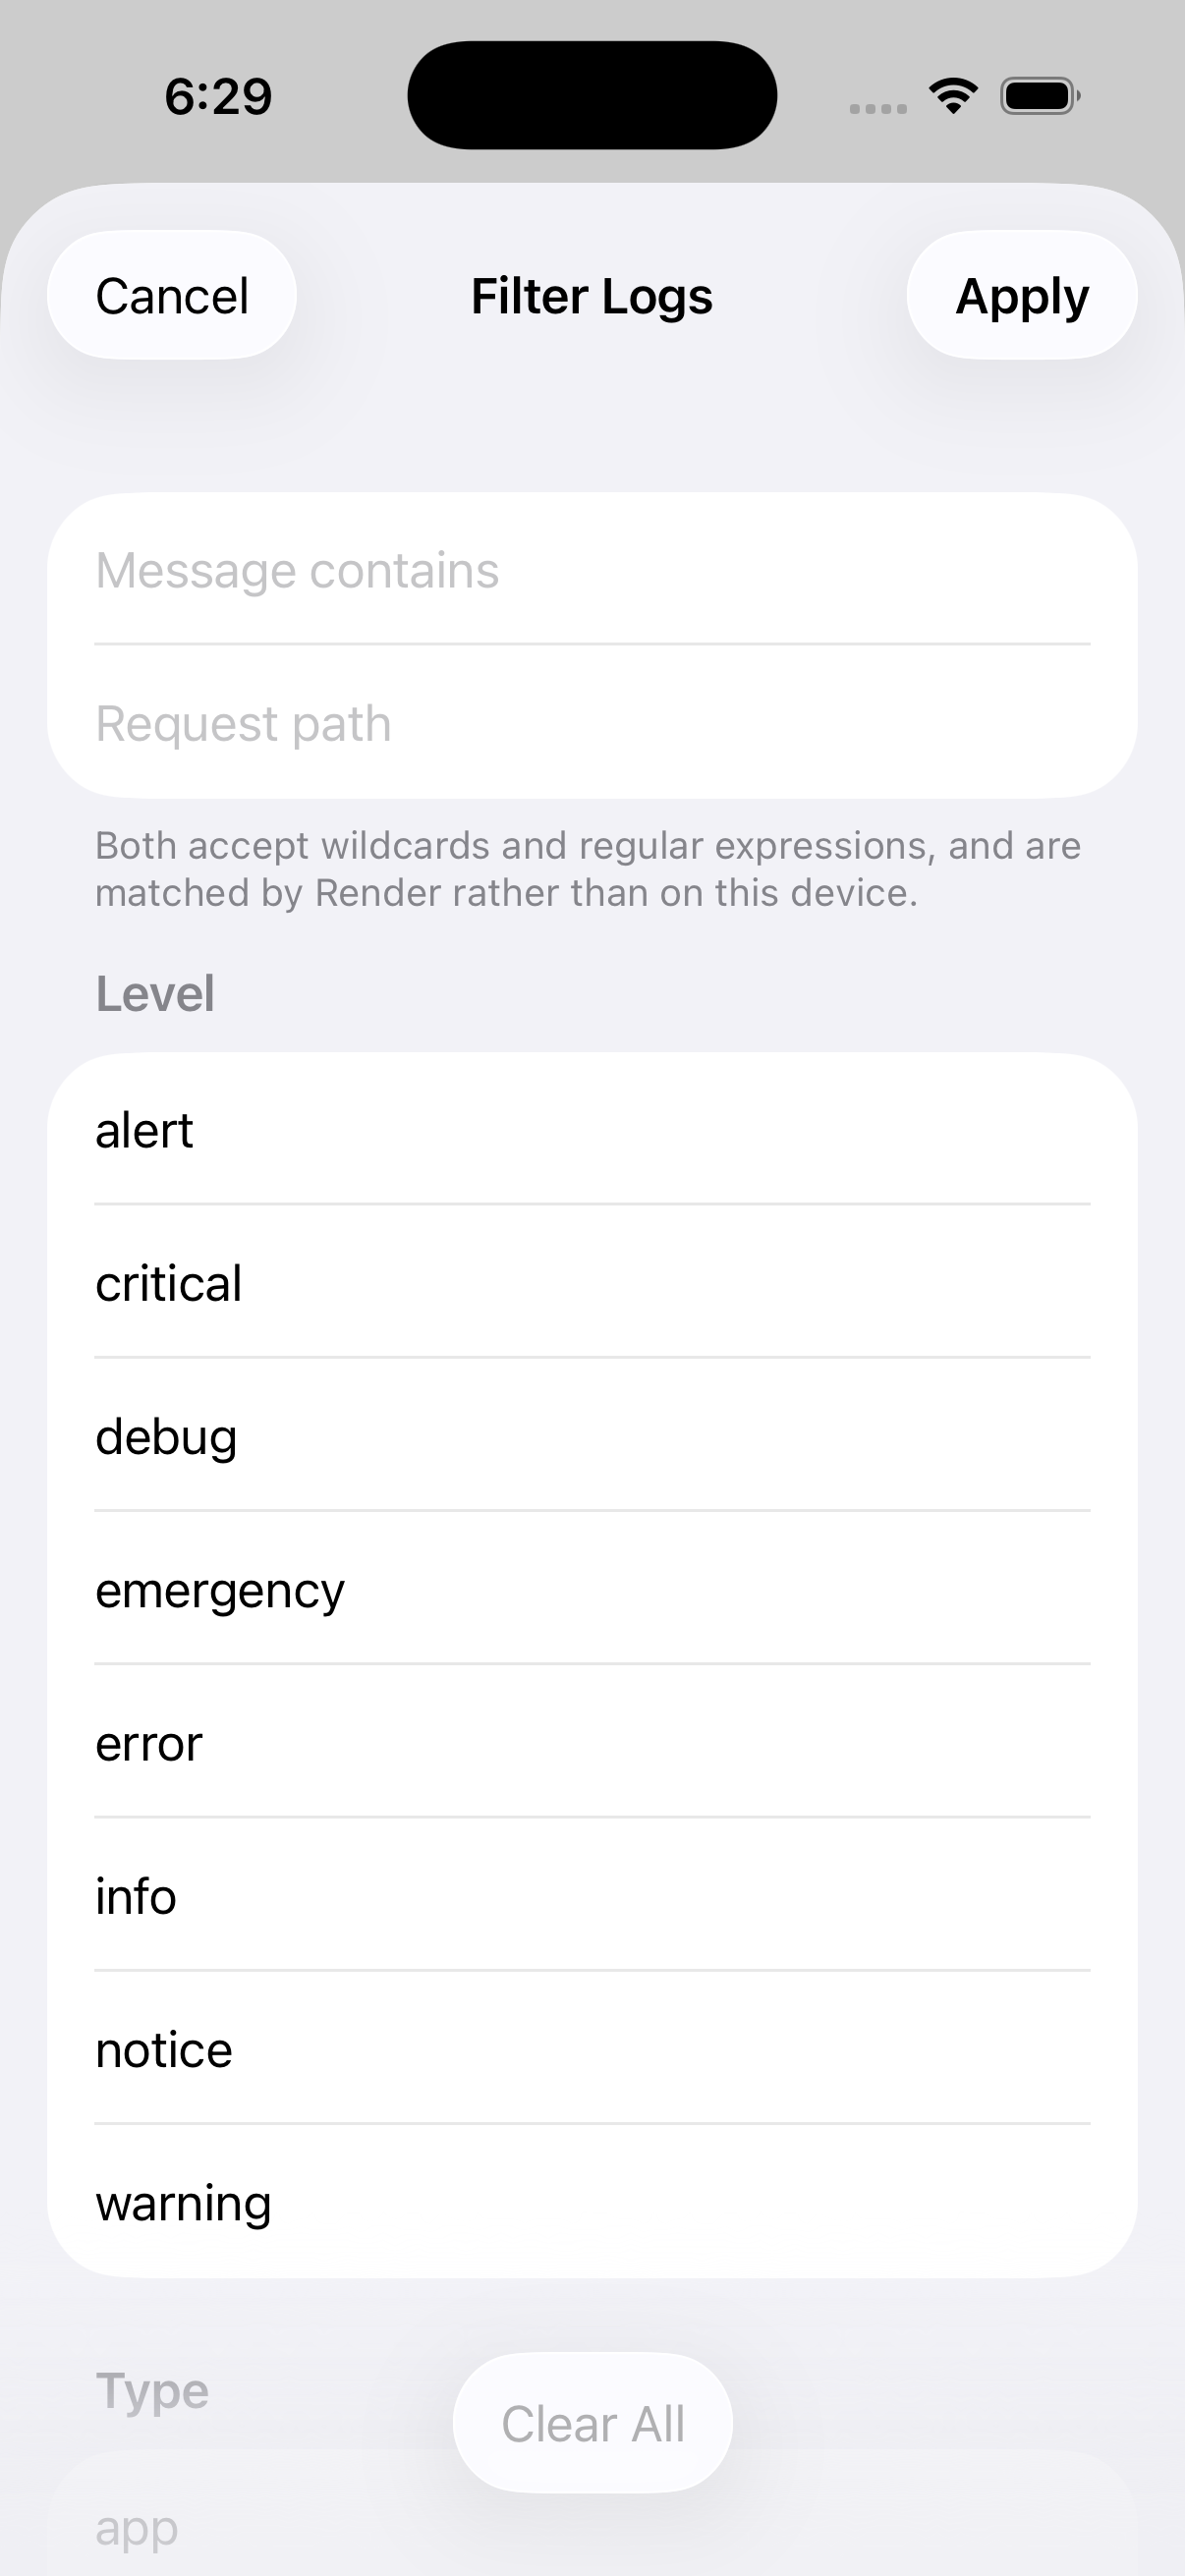 6:29
Cancel
Filter Logs
Apply
Message contains
Request path
Both accept wildcards and regular expressions, and are
matched by Render rather than on this device.
Level
alert
critical
debug
emergency
error
info
notice
warning
Type
Clear All
app